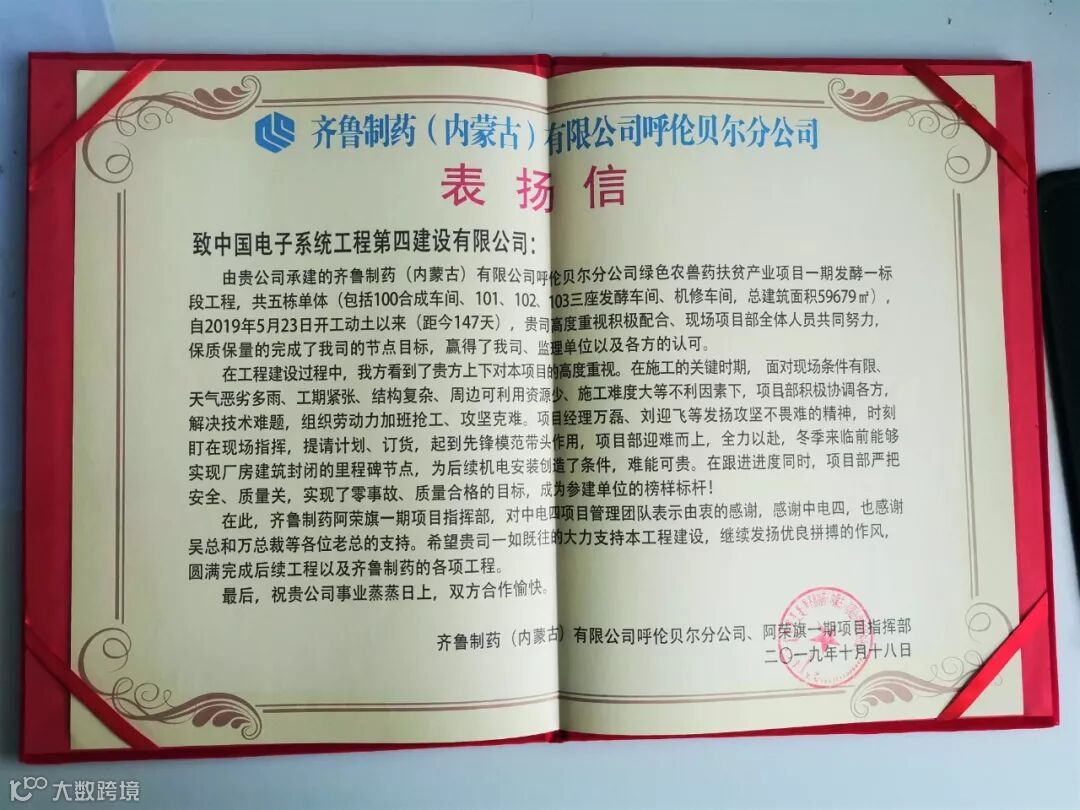 齐鲁制药（内蒙古）有限公司呼伦贝尔分公司
表扬信
致中国电子系统工程第四建设有限公司：
由贵公司承建的齐鲁制药（内蒙古）有限公司呼伦贝尔分公司绿色农兽药扶贫产业项目一期发酵一标
段工程，共五栋单体（包括100合成车间、101、102、103三座发酵车间、机修车间，总建筑面积59679㎡），
自2019年5月23日开工动土以来（距今147天），贵司高度重视积极配合、现场项目部全体人员共同努力，
保质保量的完成了我司的节点目标，赢得了我司、监理单位以及各方的认可。
在工程建设过程中，我方看到了贵方上下对本项目的高度重视。在施工的关键时期，面对现场条件有限、
天气恶劣多雨、工期紧张、结构复杂、周边可利用资源少、施工难度大等不利因素下，项目部积极协调各方，
解决技术难题，组织劳动力加班抢工、攻坚克难。项目经理万磊、刘迎飞等发扬攻坚不畏难的精神，时刻
盯在现场指挥，提请计划、订货，起到先锋模范带头作用，项目部迎难而上，全力以赴，冬季来临前能够
实现厂房建筑封闭的里程碑节点，为后续机电安装创造了条件，难能可贵。在跟进进度同时，项目部严把
安全、质量关，实现了零事故、质量合格的目标，成为参建单位的榜样标杆！
在此，齐鲁制药阿荣旗一期项目指挥部，对中电四项目管理团队表示由衷的感谢，感谢中电四，也感谢
吴总和万总裁等各位老总的支持。希望贵司一如既往的大力支持本工程建设，继续发扬优良拼搏的作风，
圆满完成后续工程以及齐鲁制药的各项工程。
最后，祝贵公司事业蒸蒸日上，双方合作愉快。
齐鲁制药（内蒙古）有限公司呼伦贝尔分公司、阿荣旗一期项目指挥部
二〇一九年十月十八日
大数跨境